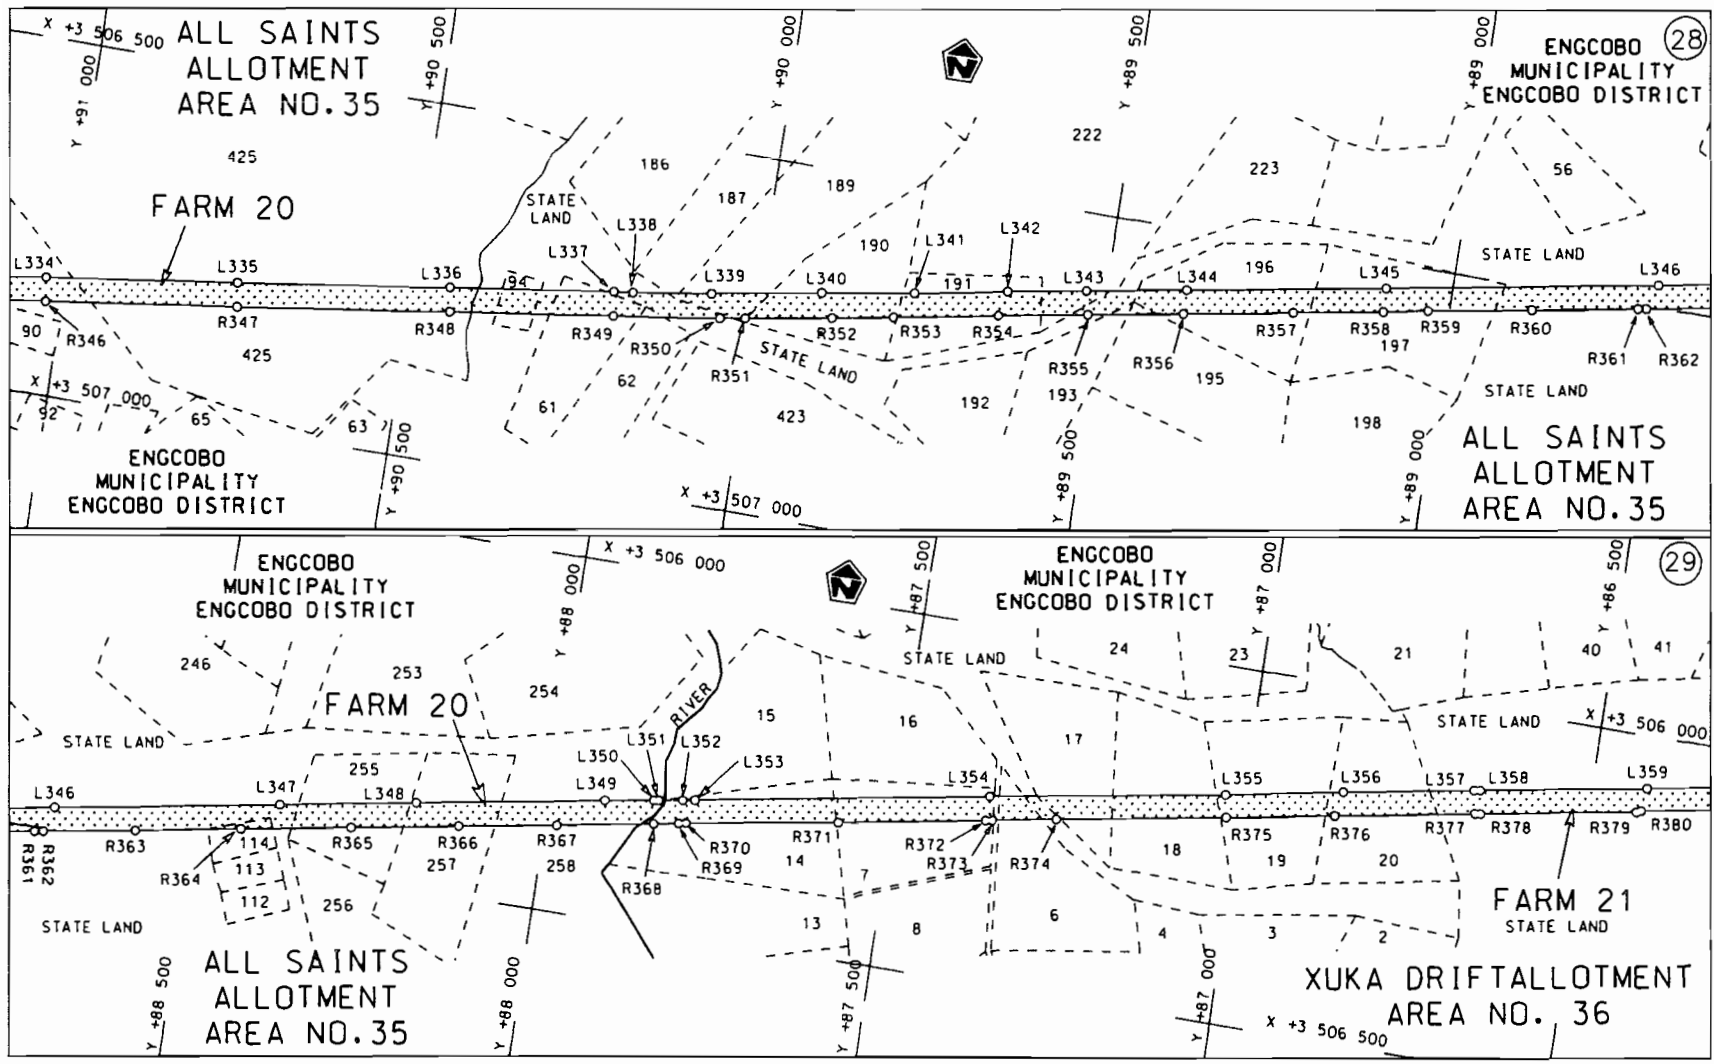 X +3 506 500
Y +91 000
ALL SAINTS
ALLOTMENT
AREA NO.35
Y +90 500
Y +90 000
N
Y +89 500
Y +89 000
ENGCOBO
MUNICIPALITY
ENGCOBO DISTRICT
28
425
186
187
189
222
223
56
FARM 20
STATE
LAND
190
L334
L335
L336
L337
L338
L339
L340
L341
L342
L343
L344
L345
L346
STATE LAND
94
191
196
90
R346
R347
R348
R349
R350
R351
R352
R353
R354
R355
R356
R357
R358
R359
R360
R361
R362
425
62
STATE LAND
197
195
193
192
X +3 507 000
92
65
63
61
423
198
STATE LAND
ENGCOBO
MUNICIPALITY
ENGCOBO DISTRICT
Y +90 500
X +3 507 000
Y +89 500
Y +89 000
ALL SAINTS
ALLOTMENT
AREA NO.35
ENGCOBO
MUNICIPALITY
ENGCOBO DISTRICT
Y +88 000
X +3 506 000
N
Y +87 500
ENGCOBO
MUNICIPALITY
ENGCOBO DISTRICT
Y +87 000
Y +86 500
29
246
253
254
FARM 20
STATE LAND
RIVER
15
16
STATE LAND
24
23
17
21
40
41
STATE LAND
X +3 506 000
255
L346
L347
L348
L349
L350
L351
L352
L353
L354
L355
L356
L357
L358
L359
R361
R362
R363
R364
R365
R366
R367
R368
R369
R370
R371
R372
R373
R374
R375
R376
R377
R378
R379
R380
114
113
112
257
258
256
14
7
18
19
20
13
8
6
4
3
2
STATE LAND
FARM 21
STATE LAND
ALL SAINTS
ALLOTMENT
AREA NO.35
Y +88 500
Y +88 000
Y +87 500
Y +87 000
X +3 506 500
XUKA DRIFTALLOTMENT
AREA NO. 36